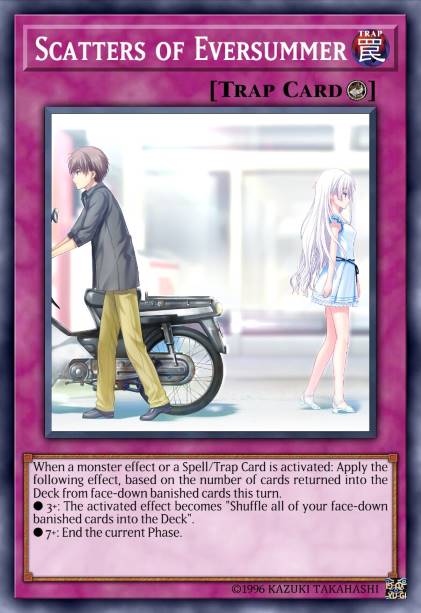 SCATTERS OF EVERSUMMER
TRAP
罠
[TRAP CARD]
When a monster effect or a Spell/Trap Card is activated: Apply the
following effect, based on the number of cards returned into the
Deck from face-down banished cards this turn.
● 3+: The activated effect becomes "Shuffle all of your face-down
banished cards into the Deck".
● 7+: End the current Phase.
©1996 KAZUKI TAKAHASHI